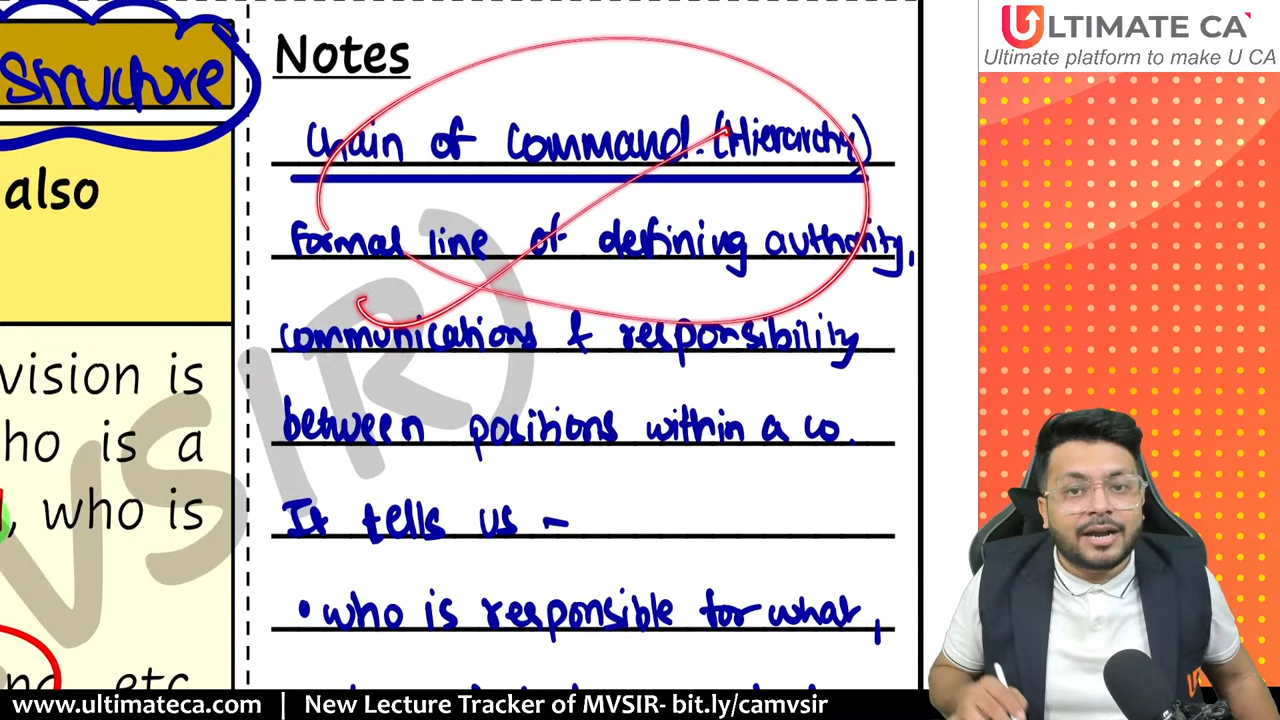 Structure
also
vision is
ho is a
, who is
etc
Notes
Chain of Command. (Hierarchy)
Formal line of defining authority,
communications & responsibility
between positions within a co.
It tells us -
• who is responsible for what,
VSIR)
ULTIMATE CA
Ultimate platform to make U CA
www.ultimateca.com | New Lecture Tracker of MVSIR- bit.ly/camvsir